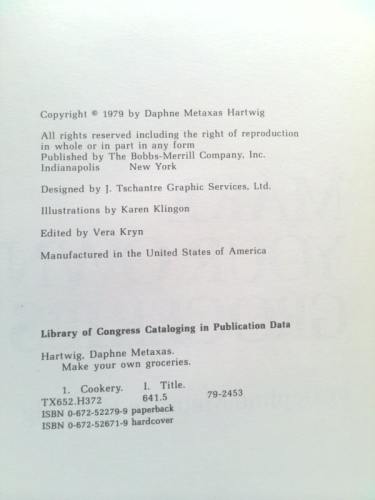 Copyright © 1979 by Daphne Metaxas Hartwig
All rights reserved including the right of reproduction
in whole or in part in any form
Published by The Bobbs-Merrill Company, Inc.
Indianapolis New York
Designed by J. Tschantre Graphic Services, Ltd.
Illustrations by Karen Klingon
Edited by Vera Kryn
Manufactured in the United States of America
Library of Congress Cataloging in Publication Data
Hartwig, Daphne Metaxas.
Make your own groceries.
1. Cookery. I. Title.
TX652.H372 641.5 79-2453
ISBN 0-672-52279-9 paperback
ISBN 0-672-52671-9 hardcover